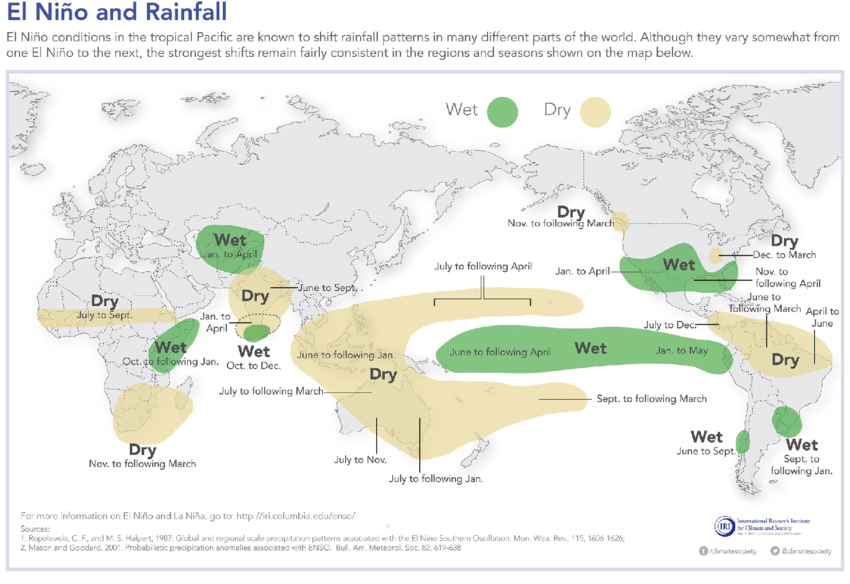 El Niño and Rainfall
El Niño conditions in the tropical Pacific are known to shift rainfall patterns in many different parts of the world. Although they vary somewhat from
one El Niño to the next, the strongest shifts remain fairly consistent in the regions and seasons shown on the map below.
Wet
Dry
Dry
Nov. to following March
Wet
Jan. to April
Dry
Dec. to March
Wet
Jan. to April
Nov. to
following April
July to following April
Dry
June to Sept.
Dry
July to Sept.
Jan. to
April
Wet
Oct. to Dec.
Wet
Oct. to following Jan.
June to
following March
April to
June
July to Dec.
Dry
June to following Jan.
Dry
June to following April
Wet
Jan. to May
July to following March
Sept. to following March
Dry
Nov. to following March
July to Nov.
July to following Jan.
Wet
June to Sept.
Wet
Sept. to
following Jan.
For more information on El Niño and La Niña, go to: http://iri.columbia.edu/enso/
Sources:
1. Ropelewski, C. F., and M. S. Halpert, 1987: Global and regional scale precipitation patterns associated with the El Nino Southern Oscillation. Mon. Wea. Rev., 115, 1606-1626;
2. Mason and Goddard, 2001. Probabilistic precipitation anomalies associated with ENSO. Bull. Am. Meteorol. Soc. 82, 619-638
IRI
International Research Institute
for Climate and Society
/climatesociety
@climatesociety